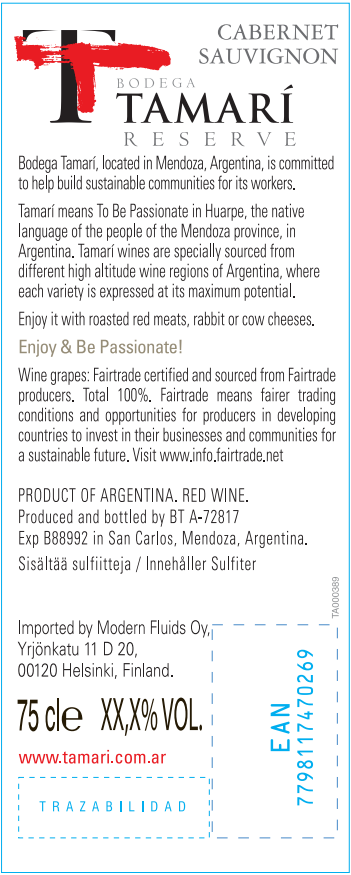 CABERNET
SAUVIGNON
T
BODEGA
TAMARÍ
RESERVE
Bodega Tamarí, located in Mendoza, Argentina, is committed
to help build sustainable communities for its workers.
Tamarí means To Be Passionate in Huarpe, the native
language of the people of the Mendoza province, in
Argentina. Tamarí wines are specially sourced from
different high altitude wine regions of Argentina, where
each variety is expressed at its maximum potential.
Enjoy it with roasted red meats, rabbit or cow cheeses.
Enjoy & Be Passionate!
Wine grapes: Fairtrade certified and sourced from Fairtrade
producers. Total 100%. Fairtrade means fairer trading
conditions and opportunities for producers in developing
countries to invest in their businesses and communities for
a sustainable future. Visit www.info.fairtrade.net
PRODUCT OF ARGENTINA. RED WINE.
Produced and bottled by BT A-72817
Exp B88992 in San Carlos, Mendoza, Argentina.
Sisältää sulfiitteja / Innehåller Sulfiter
TA000389
Imported by Modern Fluids Oy,
Yrjönkatu 11 D 20,
00120 Helsinki, Finland.
75 cl℮ XX,X% VOL.
www.tamari.com.ar
TRAZABILIDAD
EAN
7798117470269